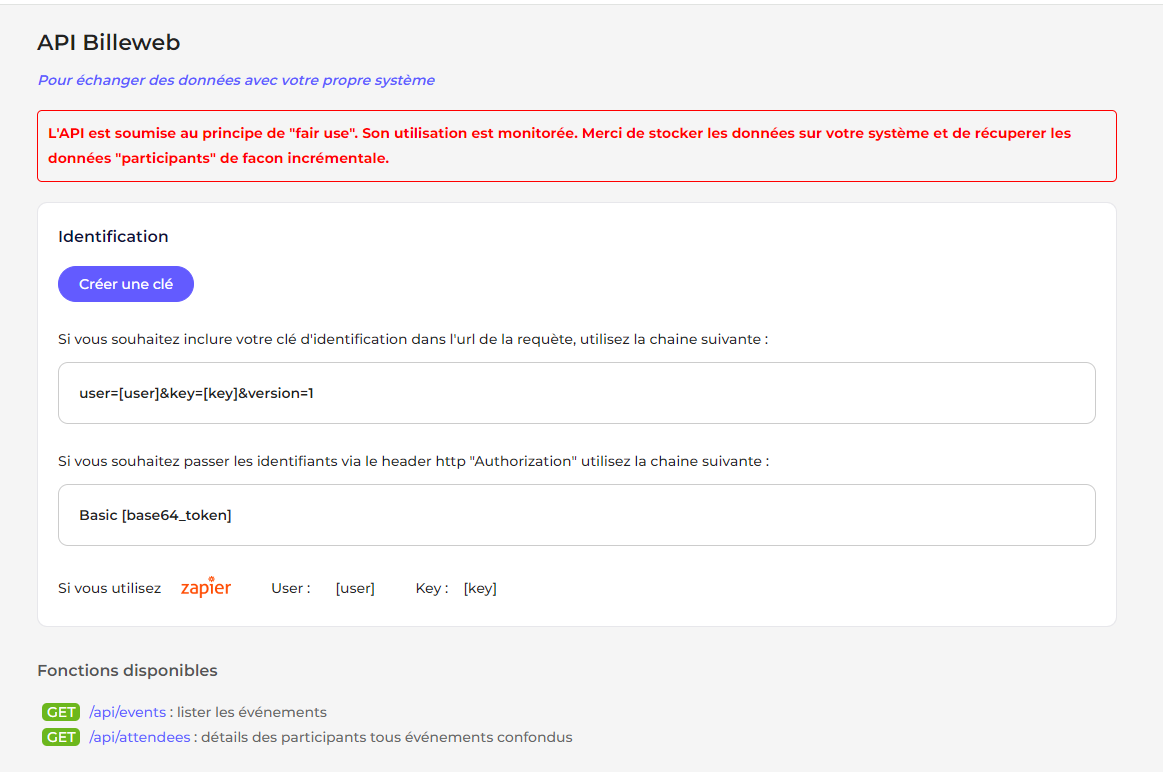 API Billeweb
Pour échanger des données avec votre propre système
L'API est soumise au principe de "fair use". Son utilisation est monitorée. Merci de stocker les données sur votre système et de récuperer les
données "participants" de facon incrémentale.
Identification
Créer une clé
Si vous souhaitez inclure votre clé d'identification dans l'url de la requète, utilisez la chaine suivante :
user=[user]&key=[key]&version=1
Si vous souhaitez passer les identifiants via le header http "Authorization" utilisez la chaine suivante :
Basic [base64_token]
Si vous utilisez zapier User : [user] Key : [key]
Fonctions disponibles
GET /api/events : lister les événements
GET /api/attendees : détails des participants tous événements confondus